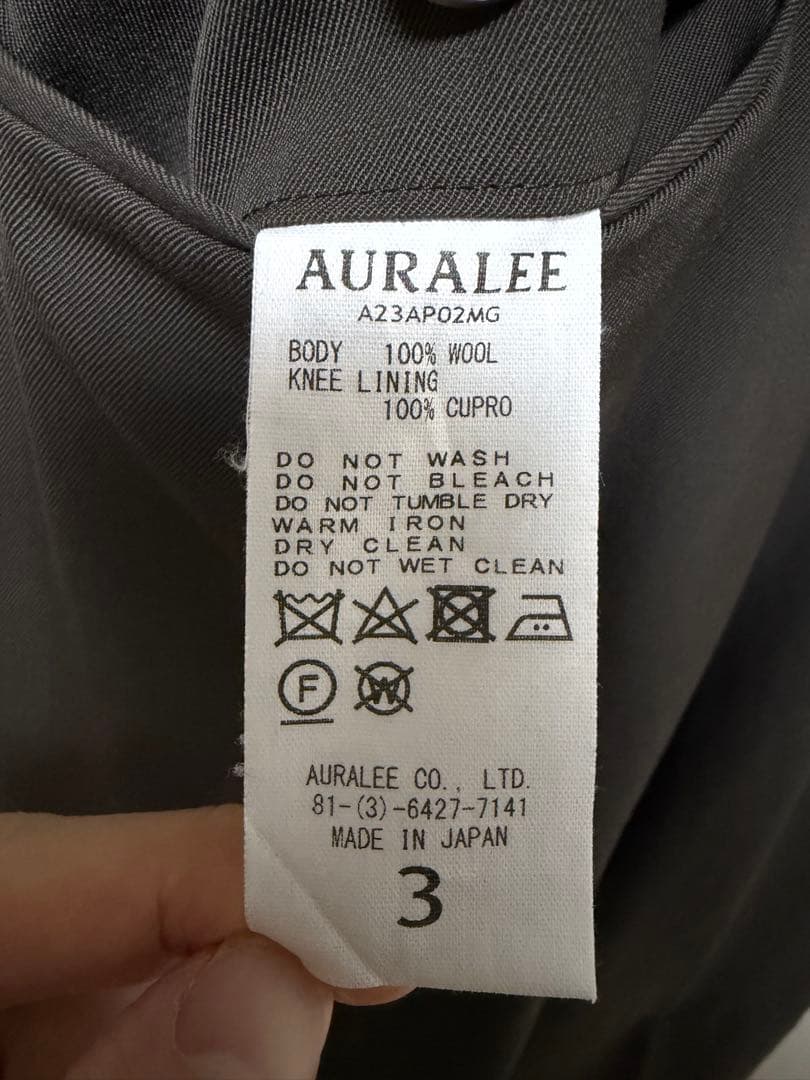 AURALEE
A23AP02MG
BODY 100% WOOL
KNEE LINING
100% CUPRO
DO NOT WASH
DO NOT BLEACH
DO NOT TUMBLE DRY
WARM IRON
DRY CLEAN
DO NOT WET CLEAN
F W
AURALEE CO., LTD.
81-(3)-6427-7141
MADE IN JAPAN
3